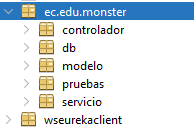 ec.edu.monster
controlador
db
modelo
pruebas
servicio
wseurekaclient